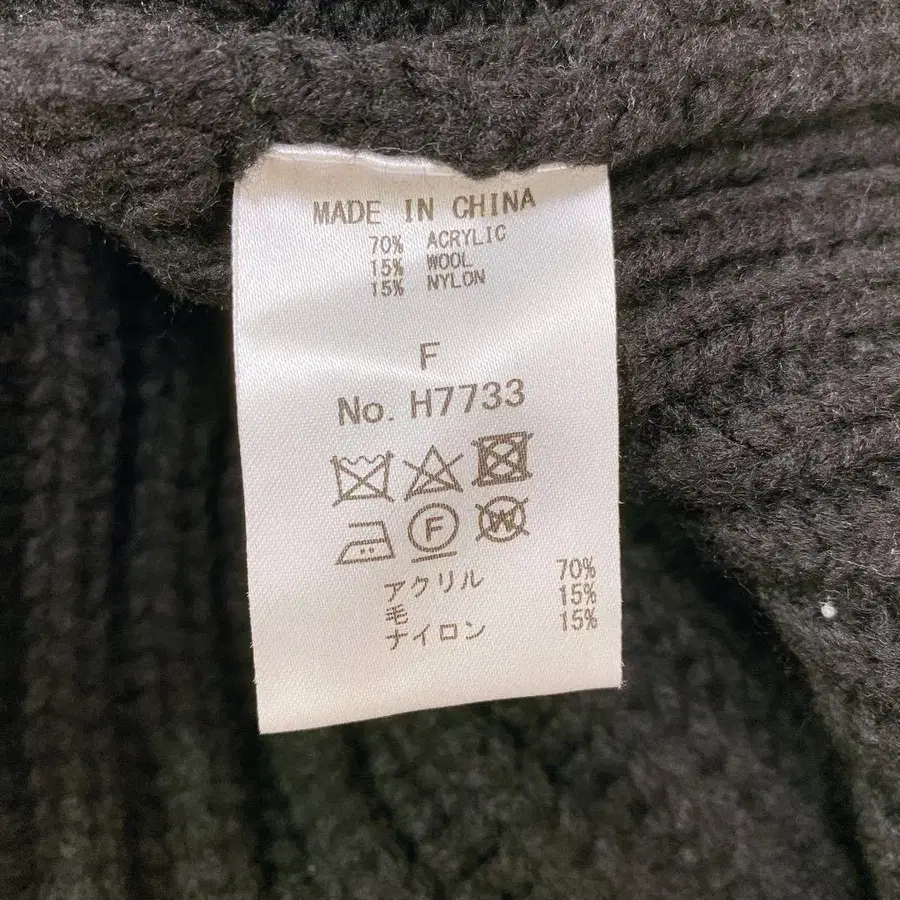 MADE IN CHINA
70% ACRYLIC
15% WOOL
15% NYLON
F
No. H7733
F W
アクリル 70%
毛 15%
ナイロン 15%